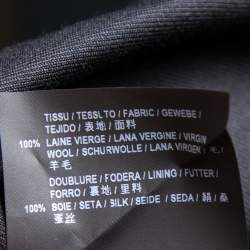 TISSU / TESSLTO / FABRIC / GEWEBE /
TEJIDO / 表地 / 面料
100% LAINE VIERGE / LANA VERGINE / VIRGIN
WOOL / SCHURWOLLE / LANA VIRGEN / 毛 /
羊毛
DOUBLURE / FODERA / LINING / FUTTER /
FORRO / 裏地 / 里料
100% SOIE / SETA / SILK / SEIDE / SEDA / 絹 / 桑
蚕丝